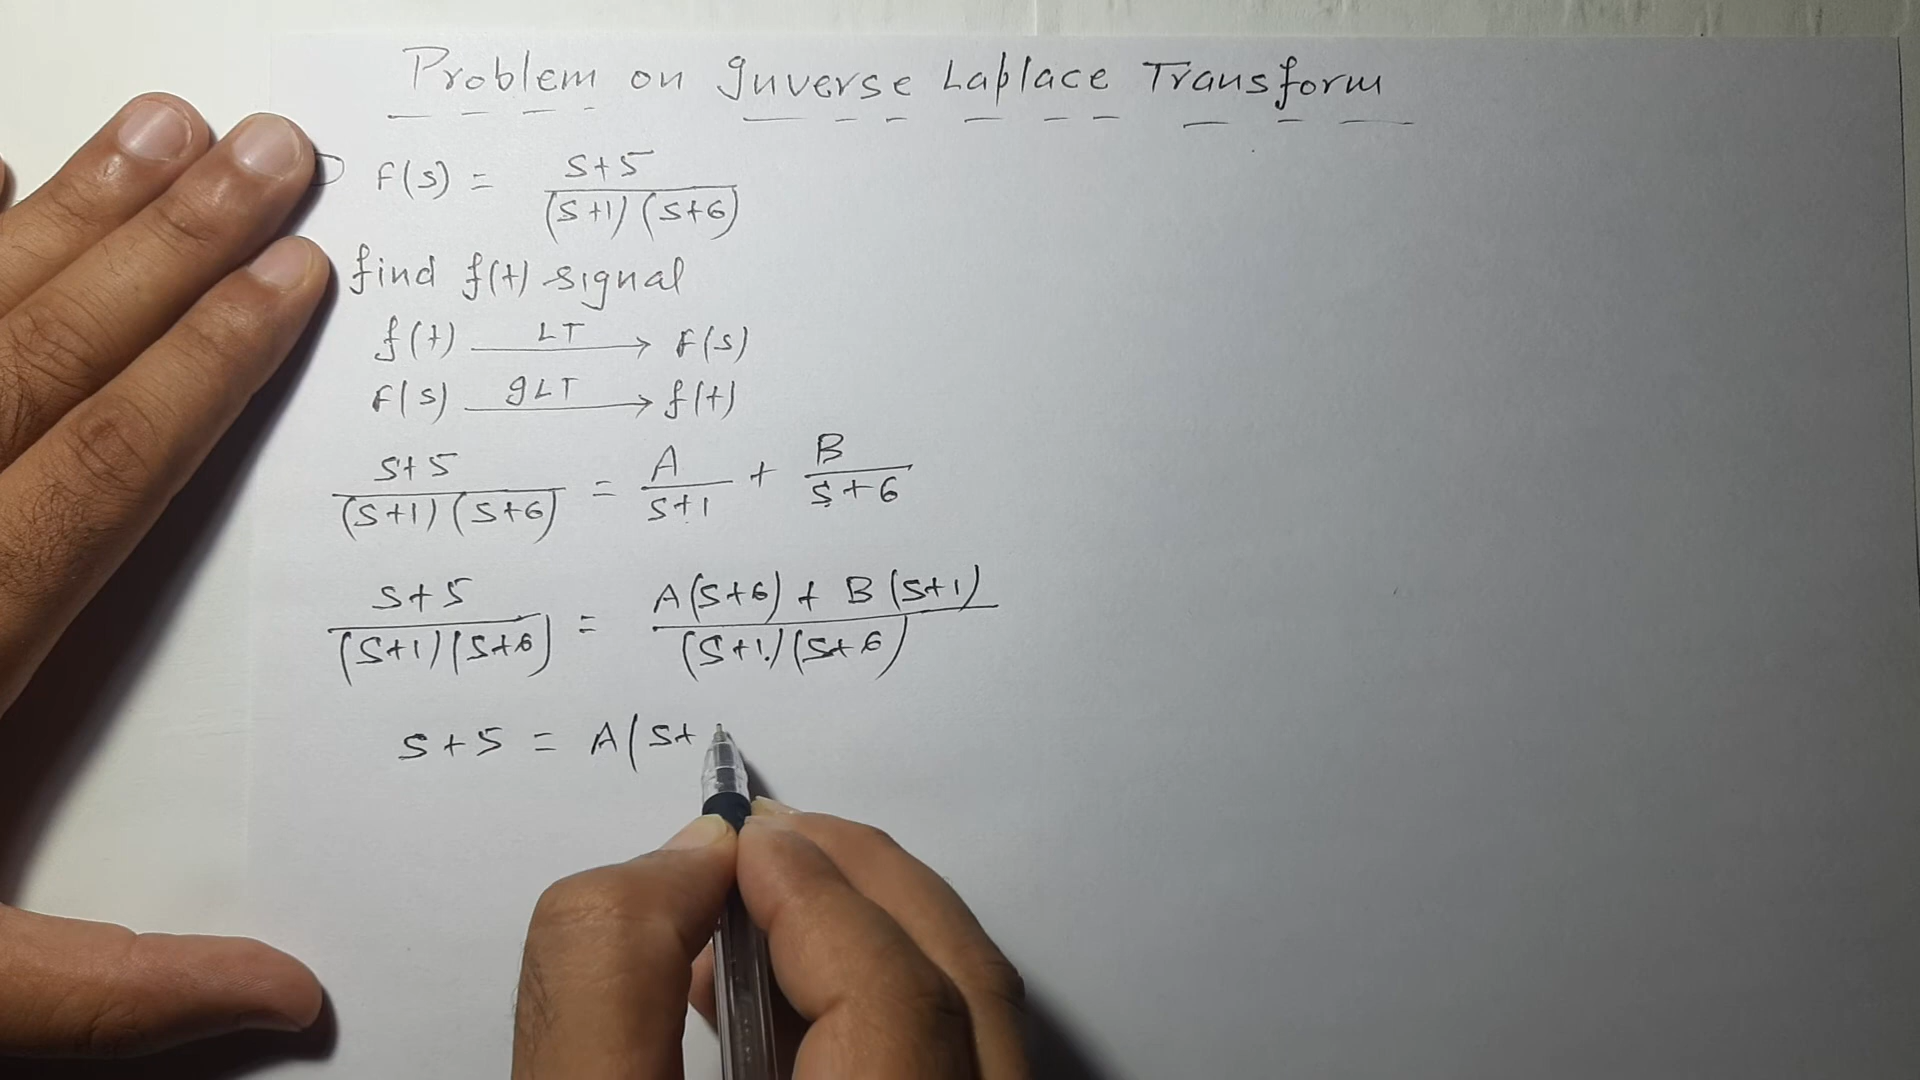 Problem on Inverse Laplace Transform
F(s) = s+5 / (s+1)(s+6)
find f(t) signal
f(t) LT → F(s)
F(s) ILT → f(t)
s+5 / (s+1)(s+6) = A / s+1 + B / s+6
s+5 / (s+1)(s+6) = A(s+6) + B(s+1) / (s+1)(s+6)
s+5 = A(s+